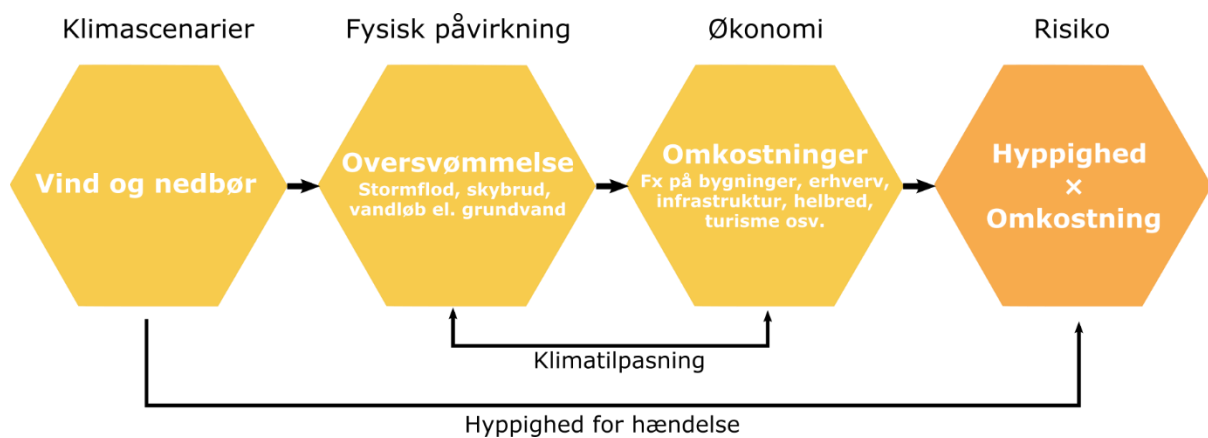 Klimascenarier
Fysisk påvirkning
Økonomi
Risiko
Vind og nedbør
Oversvømmelse
Stormflod, skybrud,
vandløb el. grundvand
Omkostninger
Fx på bygninger, erhverv,
infrastruktur, helbred,
turisme osv.
Hyppighed
×
Omkostning
Klimatilpasning
Hyppighed for hændelse